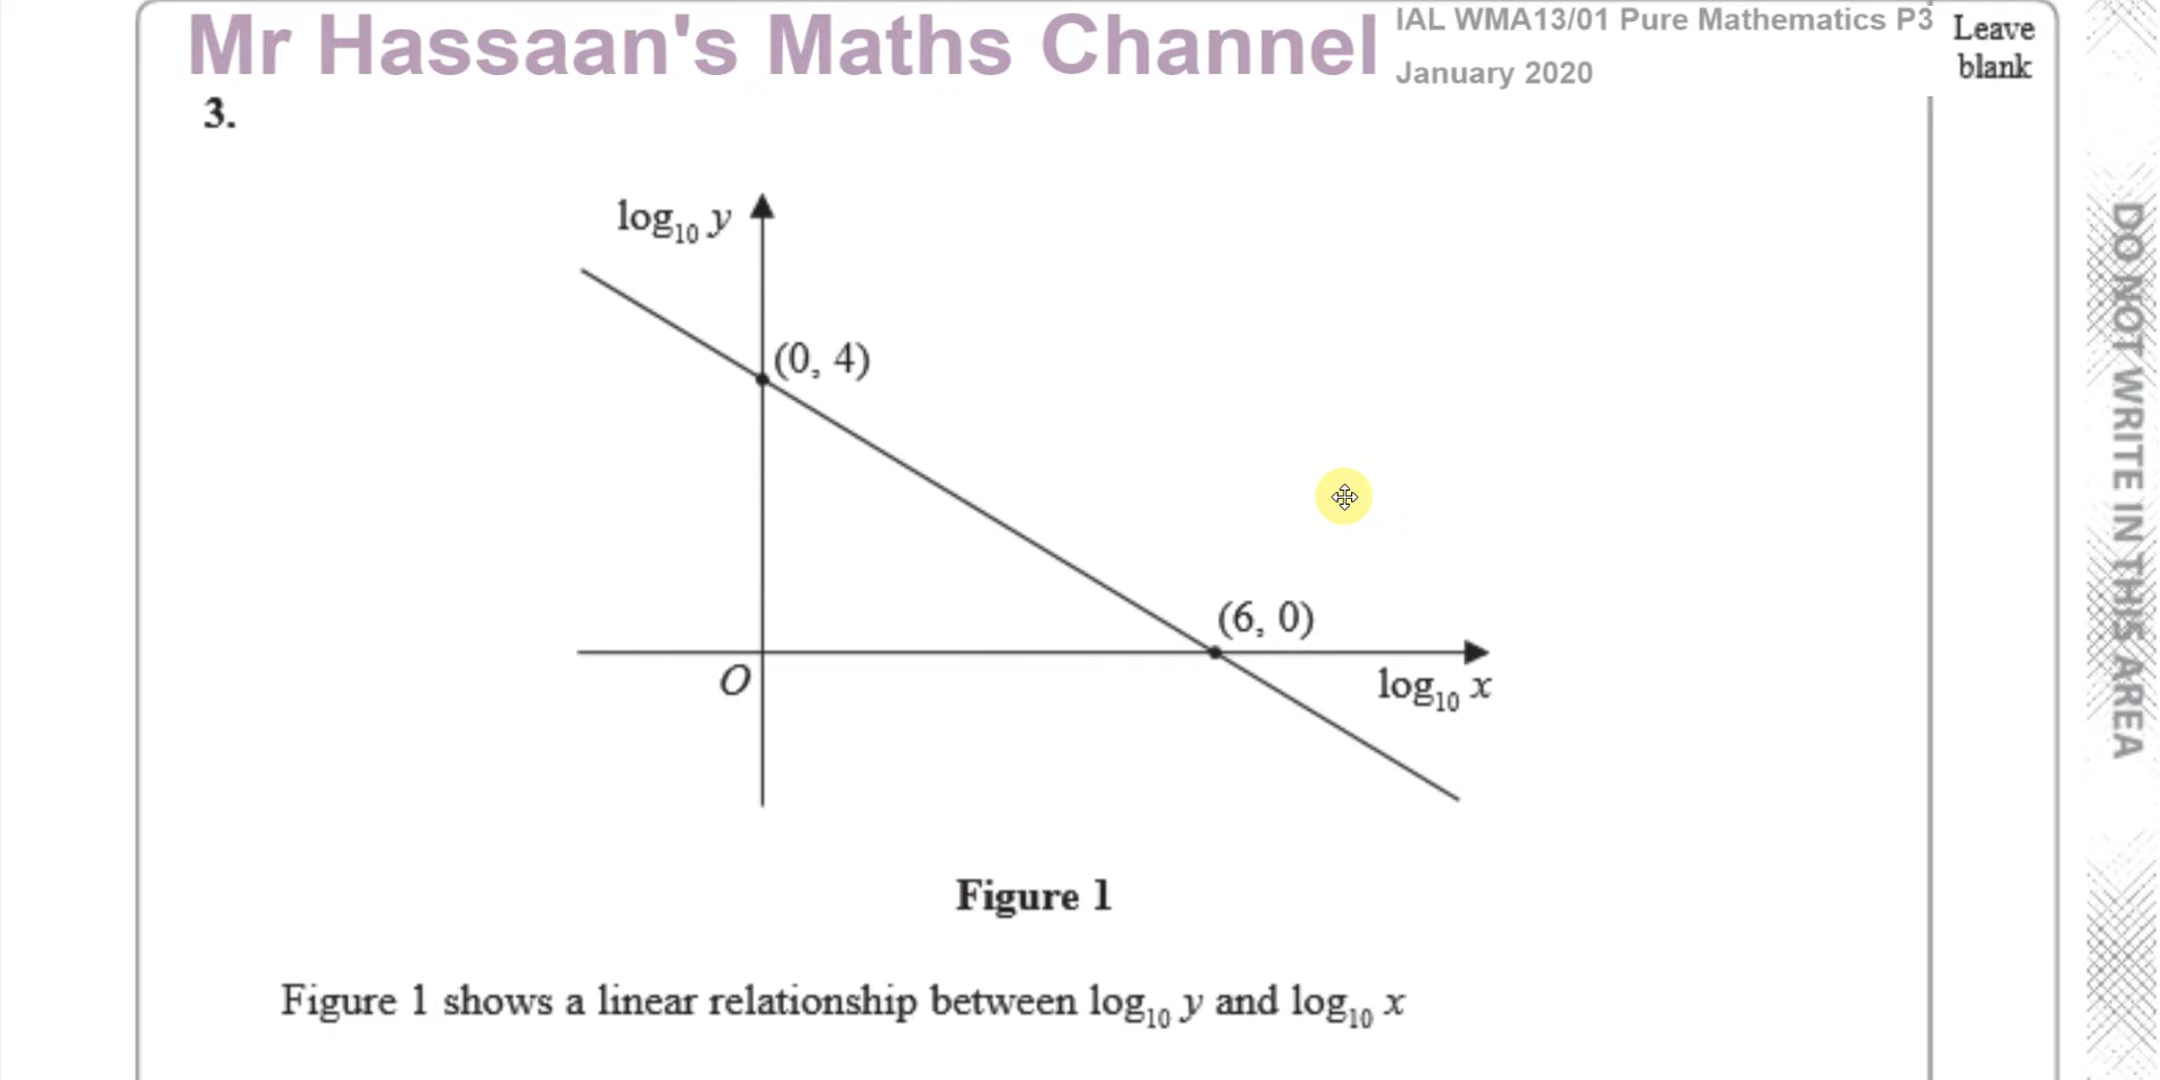 Mr Hassaan's Maths Channel
IAL WMA13/01 Pure Mathematics P3
January 2020
Leave
blank
3.
log₁₀ y
(0, 4)
(6, 0)
O
log₁₀ x
Figure 1
Figure 1 shows a linear relationship between log₁₀ y and log₁₀ x
DO NOT WRITE IN THIS AREA